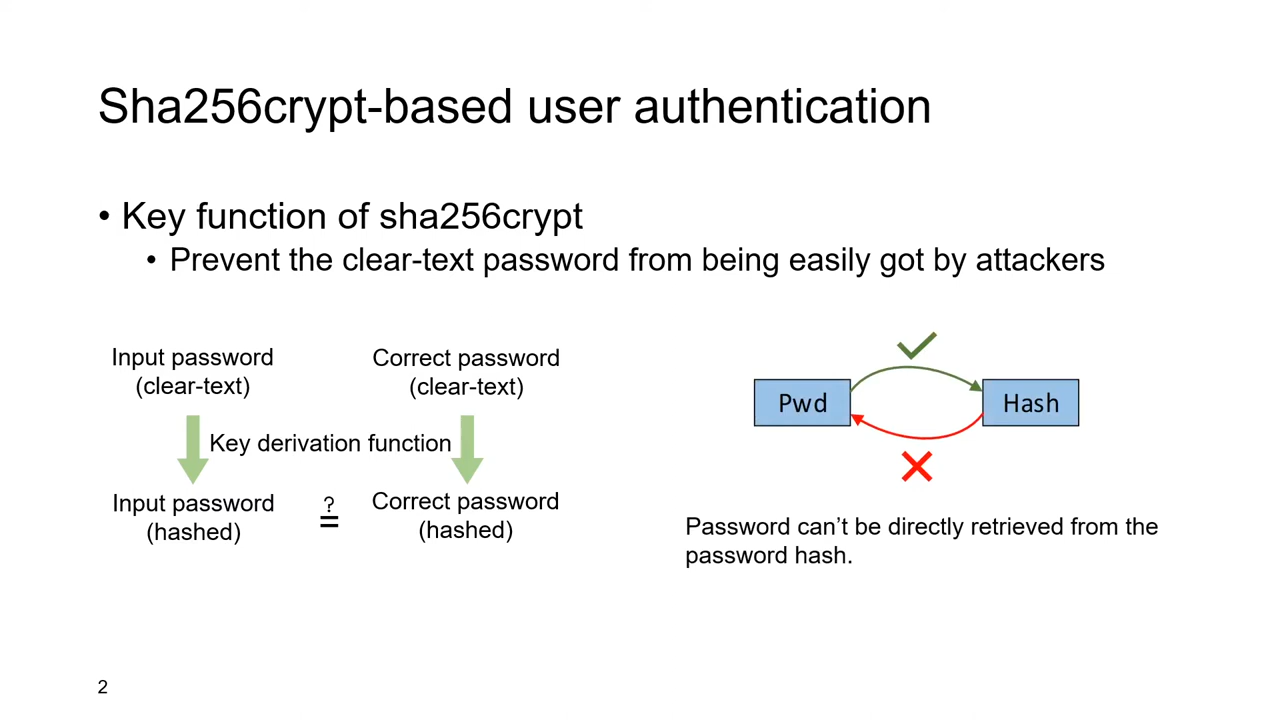 Sha256crypt-based user authentication
• Key function of sha256crypt
• Prevent the clear-text password from being easily got by attackers
Input password
(clear-text)
Correct password
(clear-text)
Key derivation function
Input password
(hashed)
?
=
Correct password
(hashed)
Pwd
Hash
Password can’t be directly retrieved from the
password hash.
2